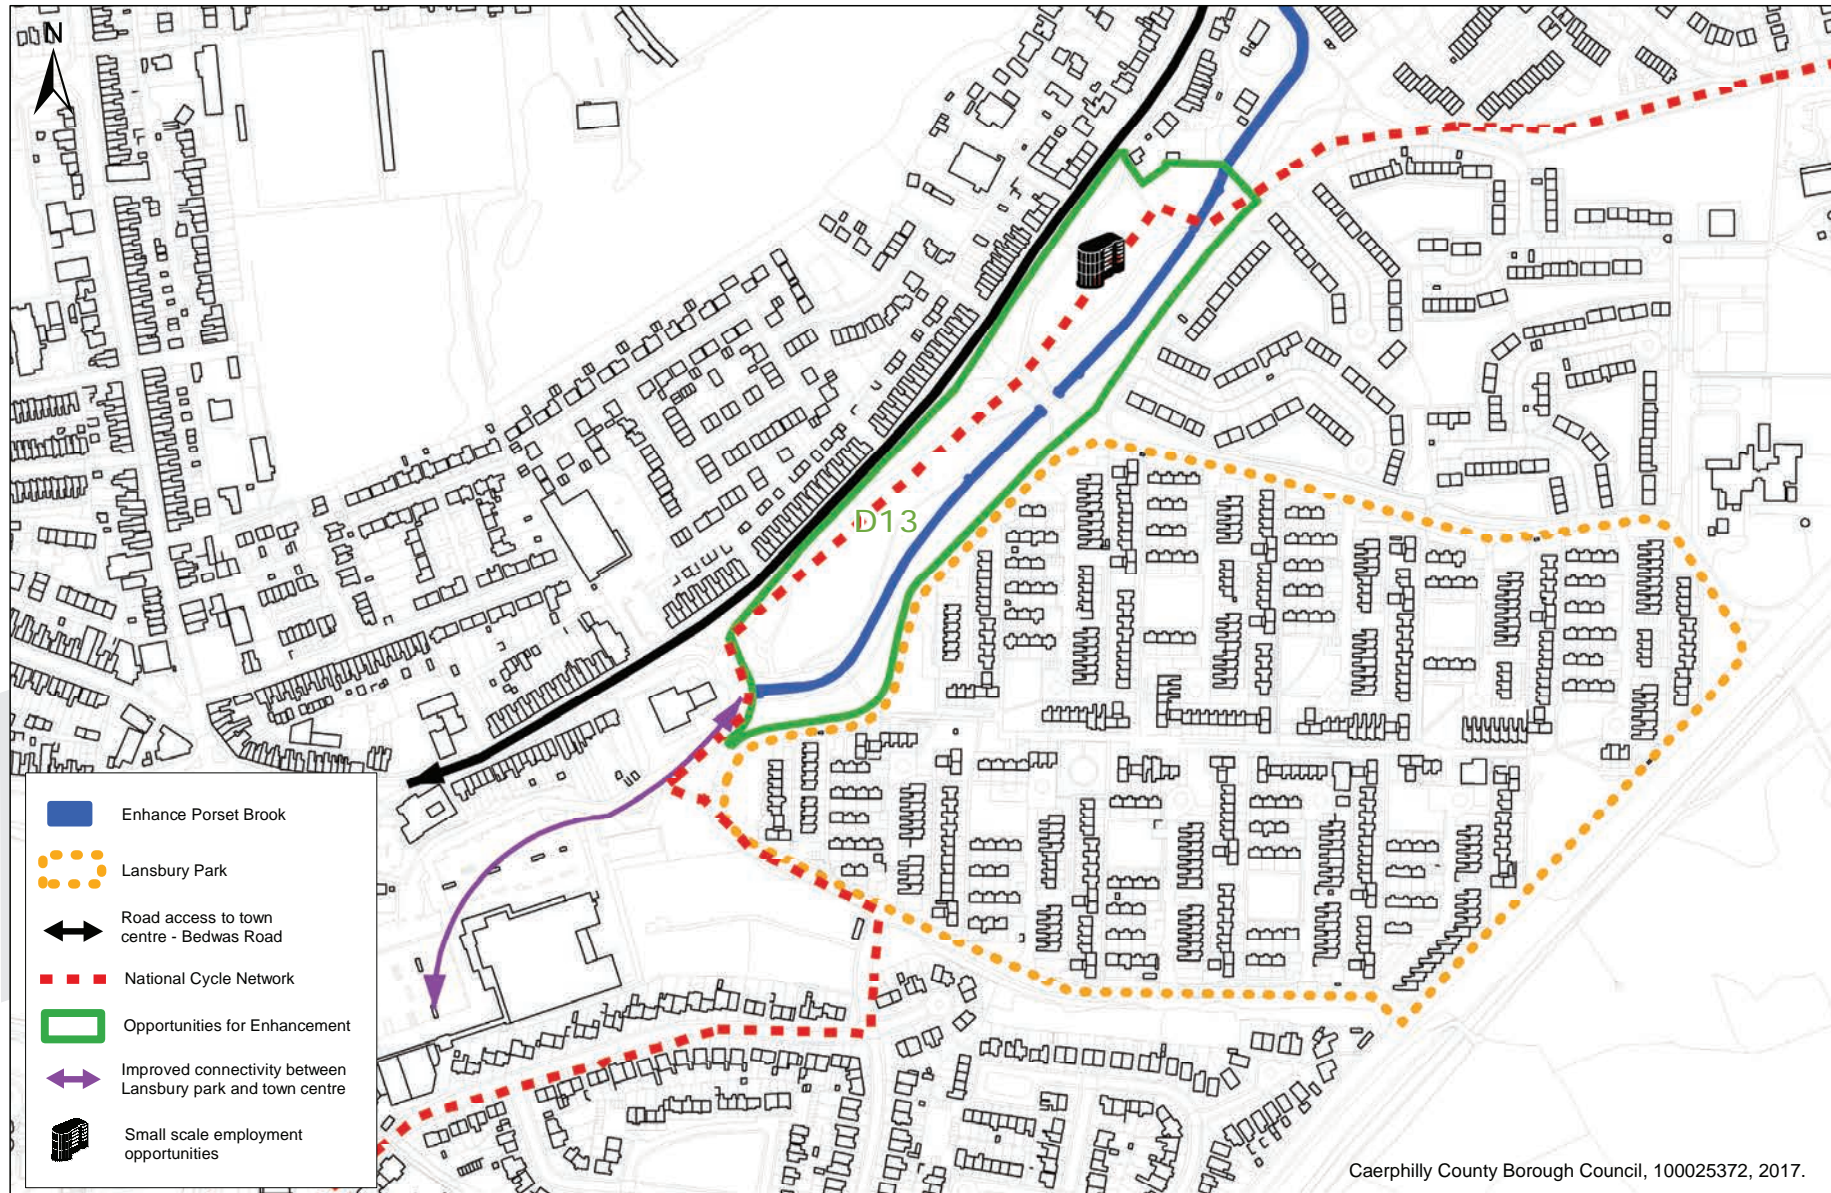 N
D13
Enhance Porset Brook
Lansbury Park
Road access to town
centre - Bedwas Road
National Cycle Network
Opportunities for Enhancement
Improved connectivity between
Lansbury park and town centre
Small scale employment
opportunities
Caerphilly County Borough Council, 100025372, 2017.